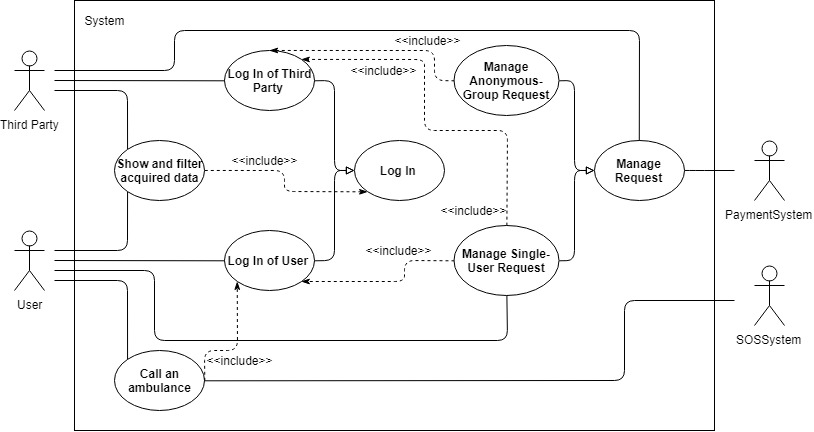 System
<<include>>
<<include>>
Log In of Third
Party
Manage
Anonymous-
Group Request
Third Party
Show and filter
acquired data
<<include>>
Log In
Manage
Request
<<include>>
PaymentSystem
Log In of User
<<include>>
Manage Single-
User Request
User
SOSSystem
<<include>>
Call an
ambulance